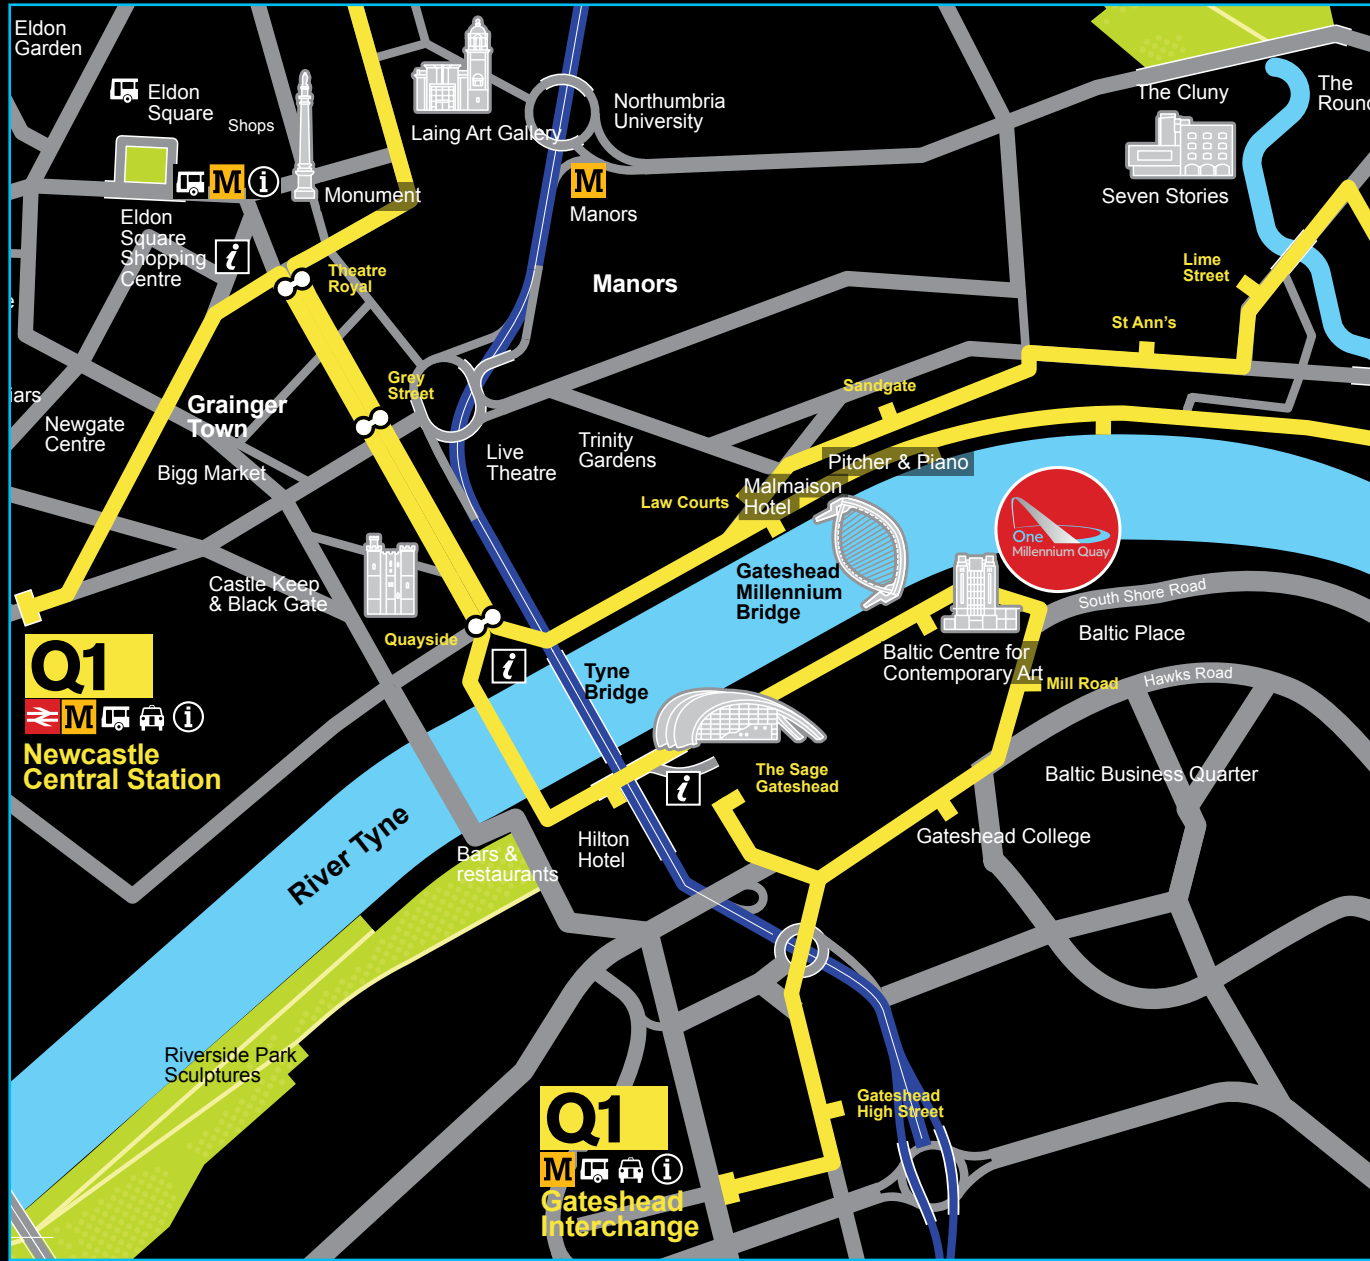 Eldon
Garden
Eldon
Square
Shops
Laing Art Gallery
Northumbria
University
The Cluny
The
Seven Stories
M
i
Monument
M
Manors
Eldon
Square
Shopping
Centre
i
Theatre
Royal
Manors
Lime
Street
St Ann's
Grey
Street
Sandgate
Grainger
Town
Newgate
Centre
Bigg Market
Live
Theatre
Trinity
Gardens
Pitcher & Piano
Malmaison
Hotel
Law Courts
One
Millennium Quay
Castle Keep
& Black Gate
Gateshead
Millennium
Bridge
South Shore Road
Baltic Place
Quayside
i
Tyne
Bridge
Baltic Centre for
Contemporary Art
Mill Road
Hawks Road
Q1
M
i
Newcastle
Central Station
The Sage
Gateshead
i
Baltic Business Quarter
Gateshead College
River Tyne
Bars &
restaurants
Hilton
Hotel
Riverside Park
Sculptures
Q1
M
i
Gateshead
Interchange
Gateshead
High Street